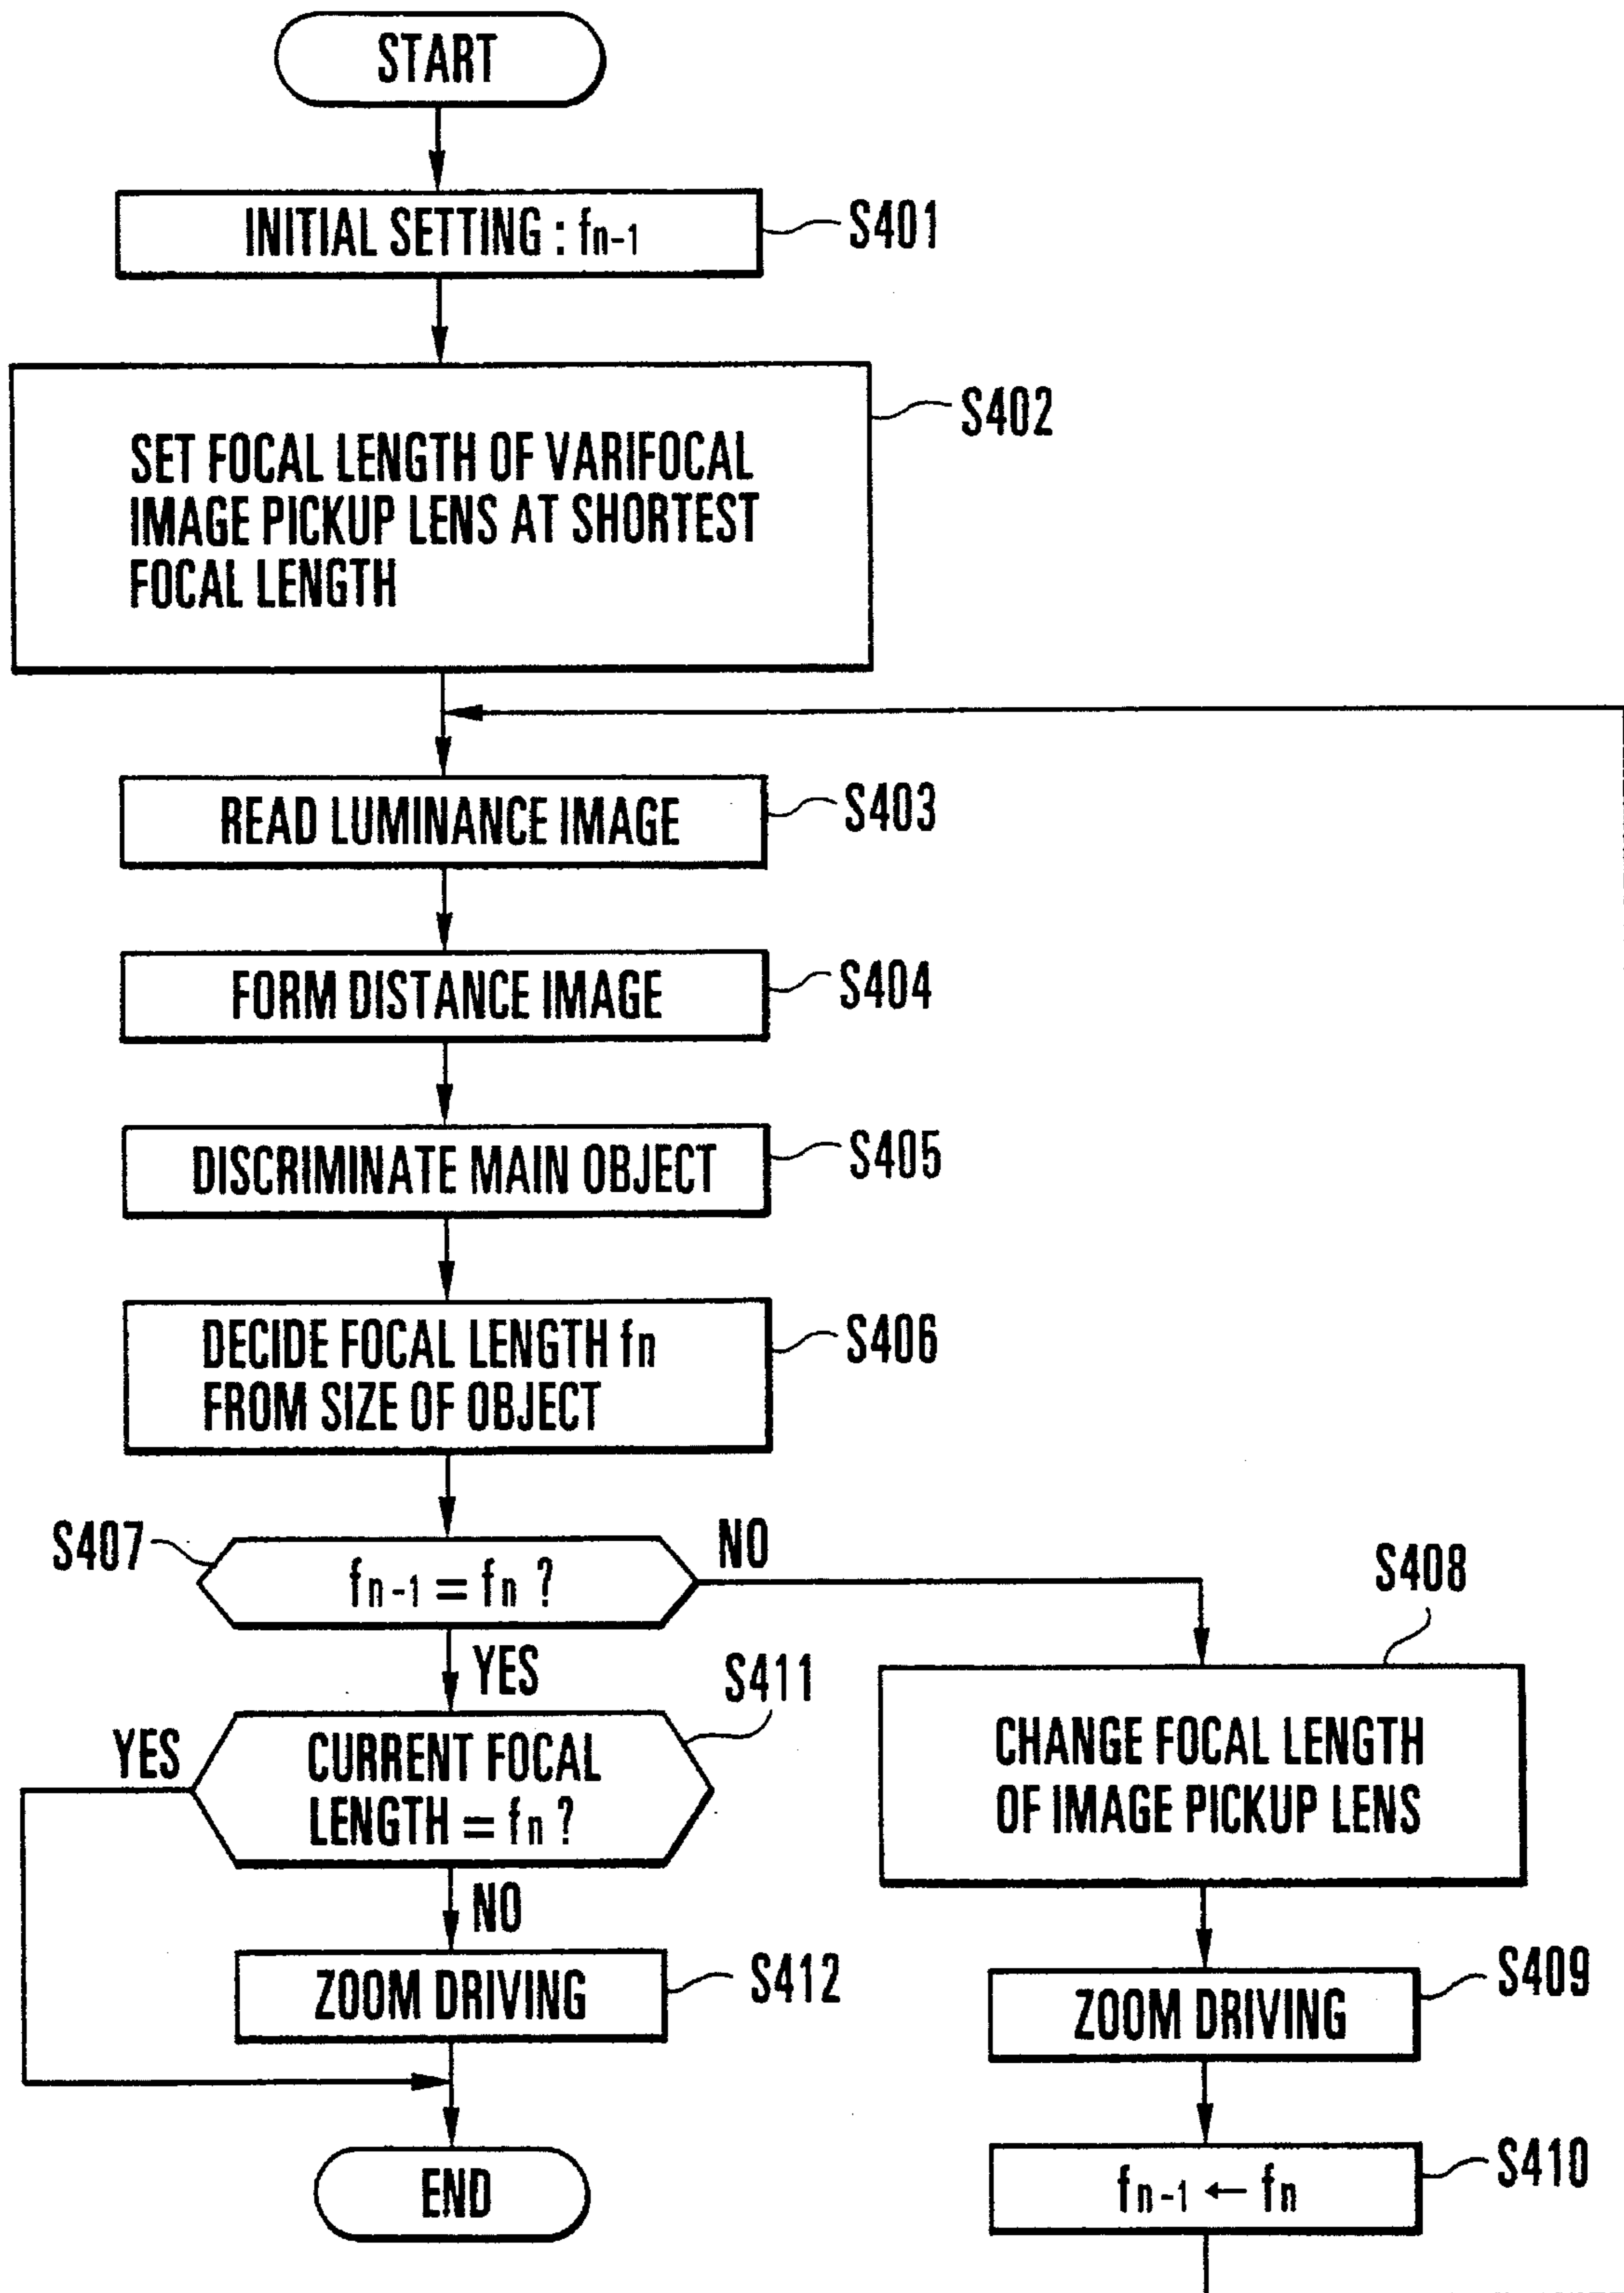 START
INITIAL SETTING : fn-1
S401
SET FOCAL LENGTH OF VARIFOCAL
IMAGE PICKUP LENS AT SHORTEST
FOCAL LENGTH
S402
READ LUMINANCE IMAGE
S403
FORM DISTANCE IMAGE
S404
DISCRIMINATE MAIN OBJECT
S405
DECIDE FOCAL LENGTH fn
FROM SIZE OF OBJECT
S406
S407
fn-1 = fn ?
NO
YES
S408
CHANGE FOCAL LENGTH
OF IMAGE PICKUP LENS
S411
YES
CURRENT FOCAL
LENGTH = fn ?
NO
ZOOM DRIVING
S412
ZOOM DRIVING
S409
fn-1 ← fn
S410
END